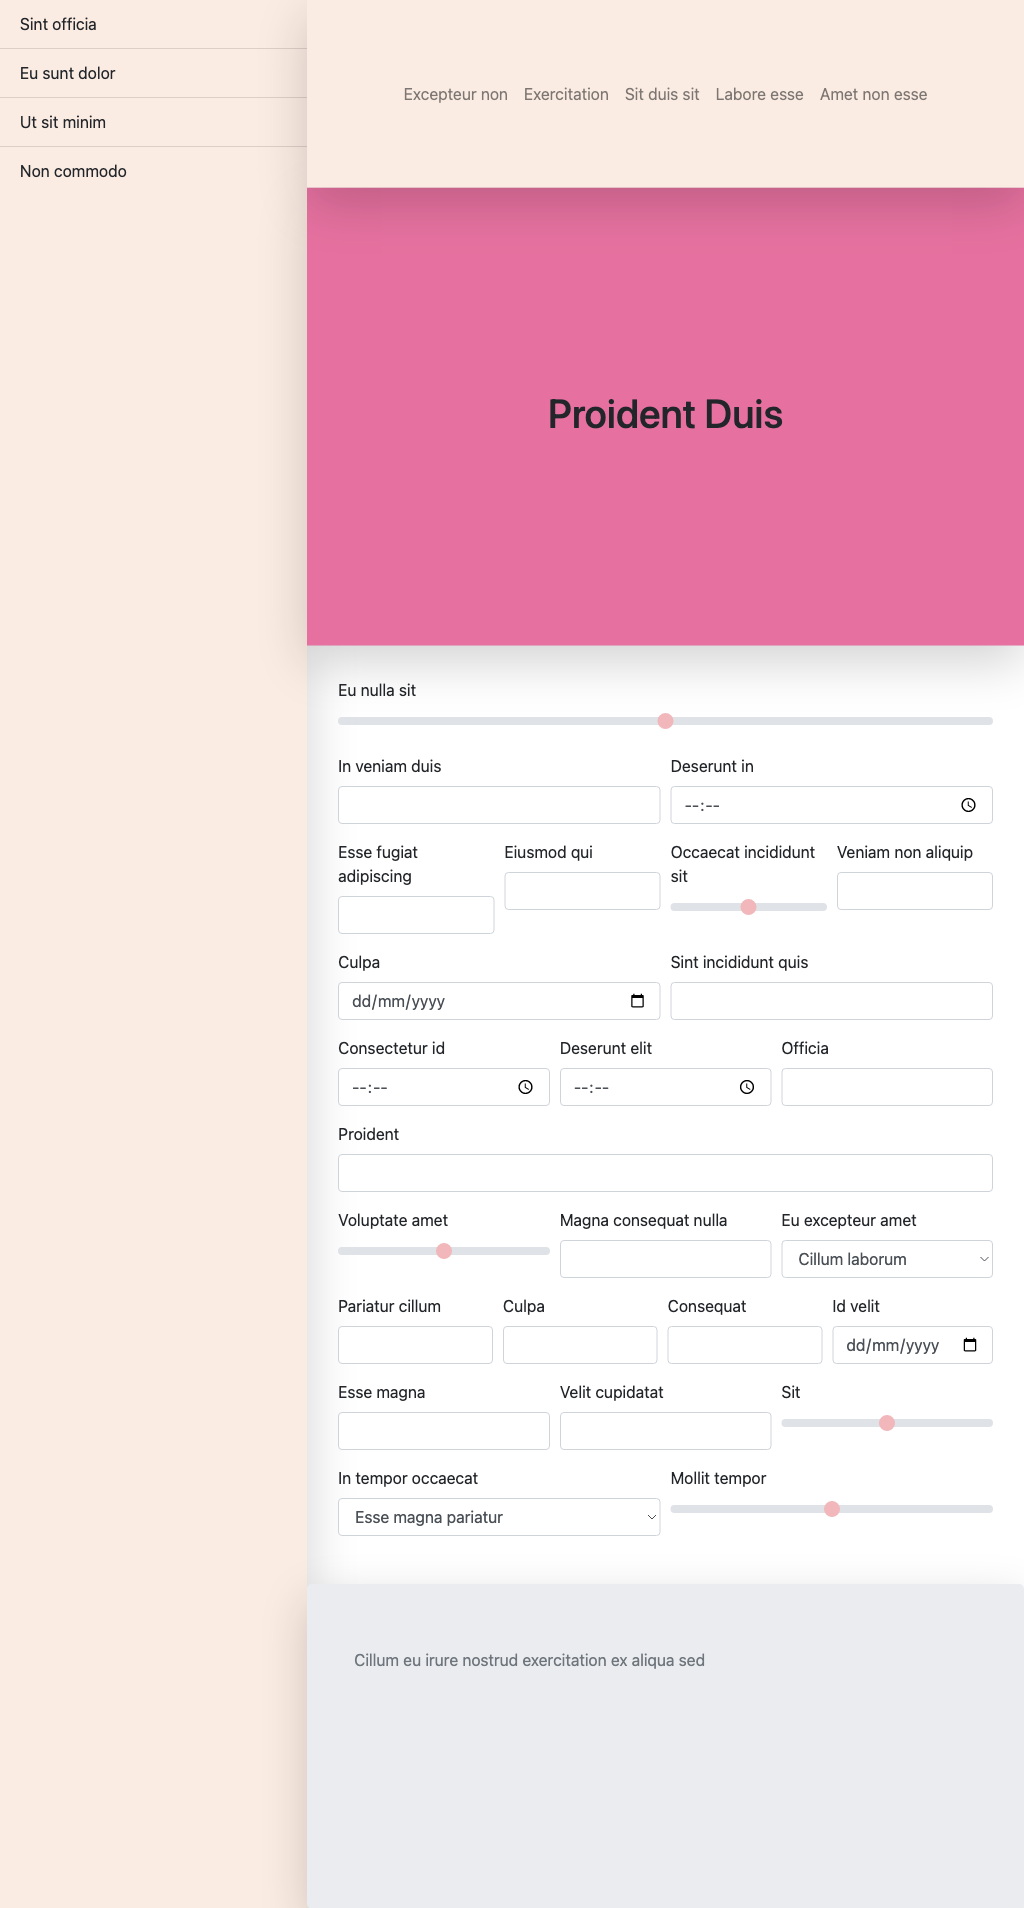 Sint officia
Eu sunt dolor
Ut sit minim
Non commodo
Excepteur non Exercitation Sit duis sit Labore esse Amet non esse
Proident Duis
Eu nulla sit
In veniam duis
Deserunt in
--:--
Esse fugiat
adipiscing
Eiusmod qui
Occaecat incididunt
sit
Veniam non aliquip
Culpa
dd/mm/yyyy
Sint incididunt quis
Consectetur id
--:--
Deserunt elit
--:--
Officia
Proident
Voluptate amet
Magna consequat nulla
Eu excepteur amet
Cillum laborum
Pariatur cillum
Culpa
Consequat
Id velit
dd/mm/yyyy
Esse magna
Velit cupidatat
Sit
In tempor occaecat
Esse magna pariatur
Mollit tempor
Cillum eu irure nostrud exercitation ex aliqua sed